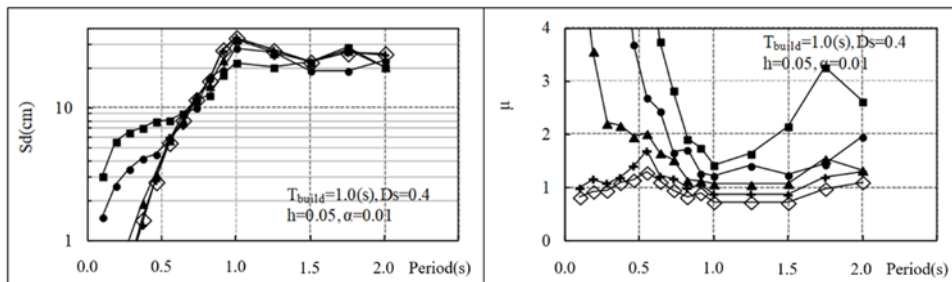 Sd(cm)
10
1
T_build=1.0(s), Ds=0.4
h=0.05, α=0.01
0.0 0.5 1.0 1.5 2.0 Period(s)
μ
4
3
2
1
0
T_build=1.0(s), Ds=0.4
h=0.05, α=0.01
0.0 0.5 1.0 1.5 2.0 Period(s)